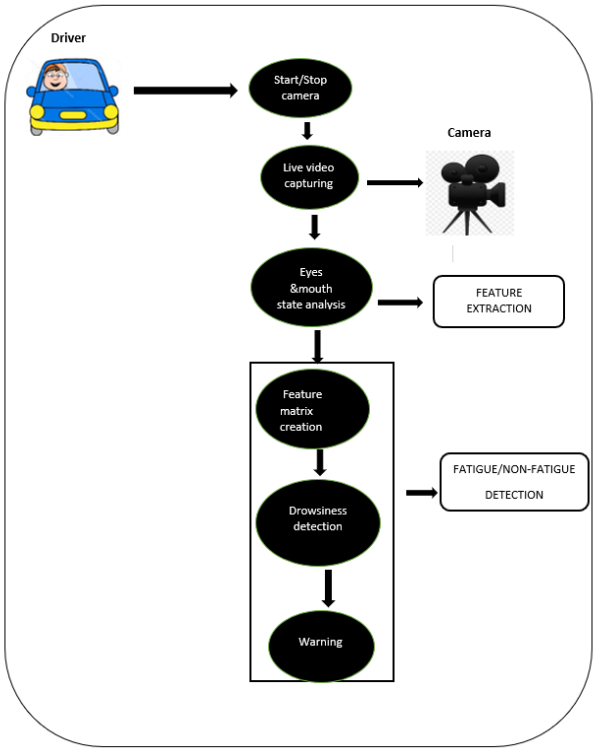 Driver
Start/Stop
camera
Camera
Live video
capturing
Eyes
&mouth
state analysis
FEATURE
EXTRACTION
Feature
matrix
creation
FATIGUE/NON-FATIGUE
DETECTION
Drowsiness
detection
Warning